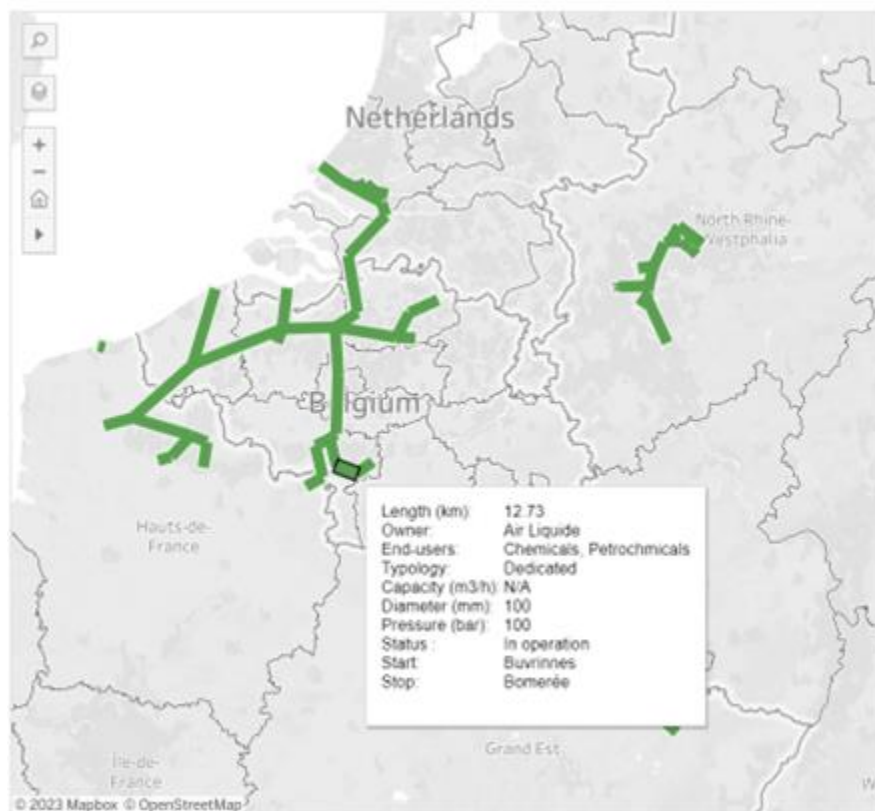 Netherlands
North Rhine-
Westphalia
Belgium
Hauts-de-
France
Length (km): 12.73
Owner: Air Liquide
End-users: Chemicals, Petrochmicals
Typology: Dedicated
Capacity (m3/h): N/A
Diameter (mm): 100
Pressure (bar): 100
Status : In operation
Start: Buvrinnes
Stop: Bomerée
Grand Est
Île-de-
France
W
© 2023 Mapbox © OpenStreetMap